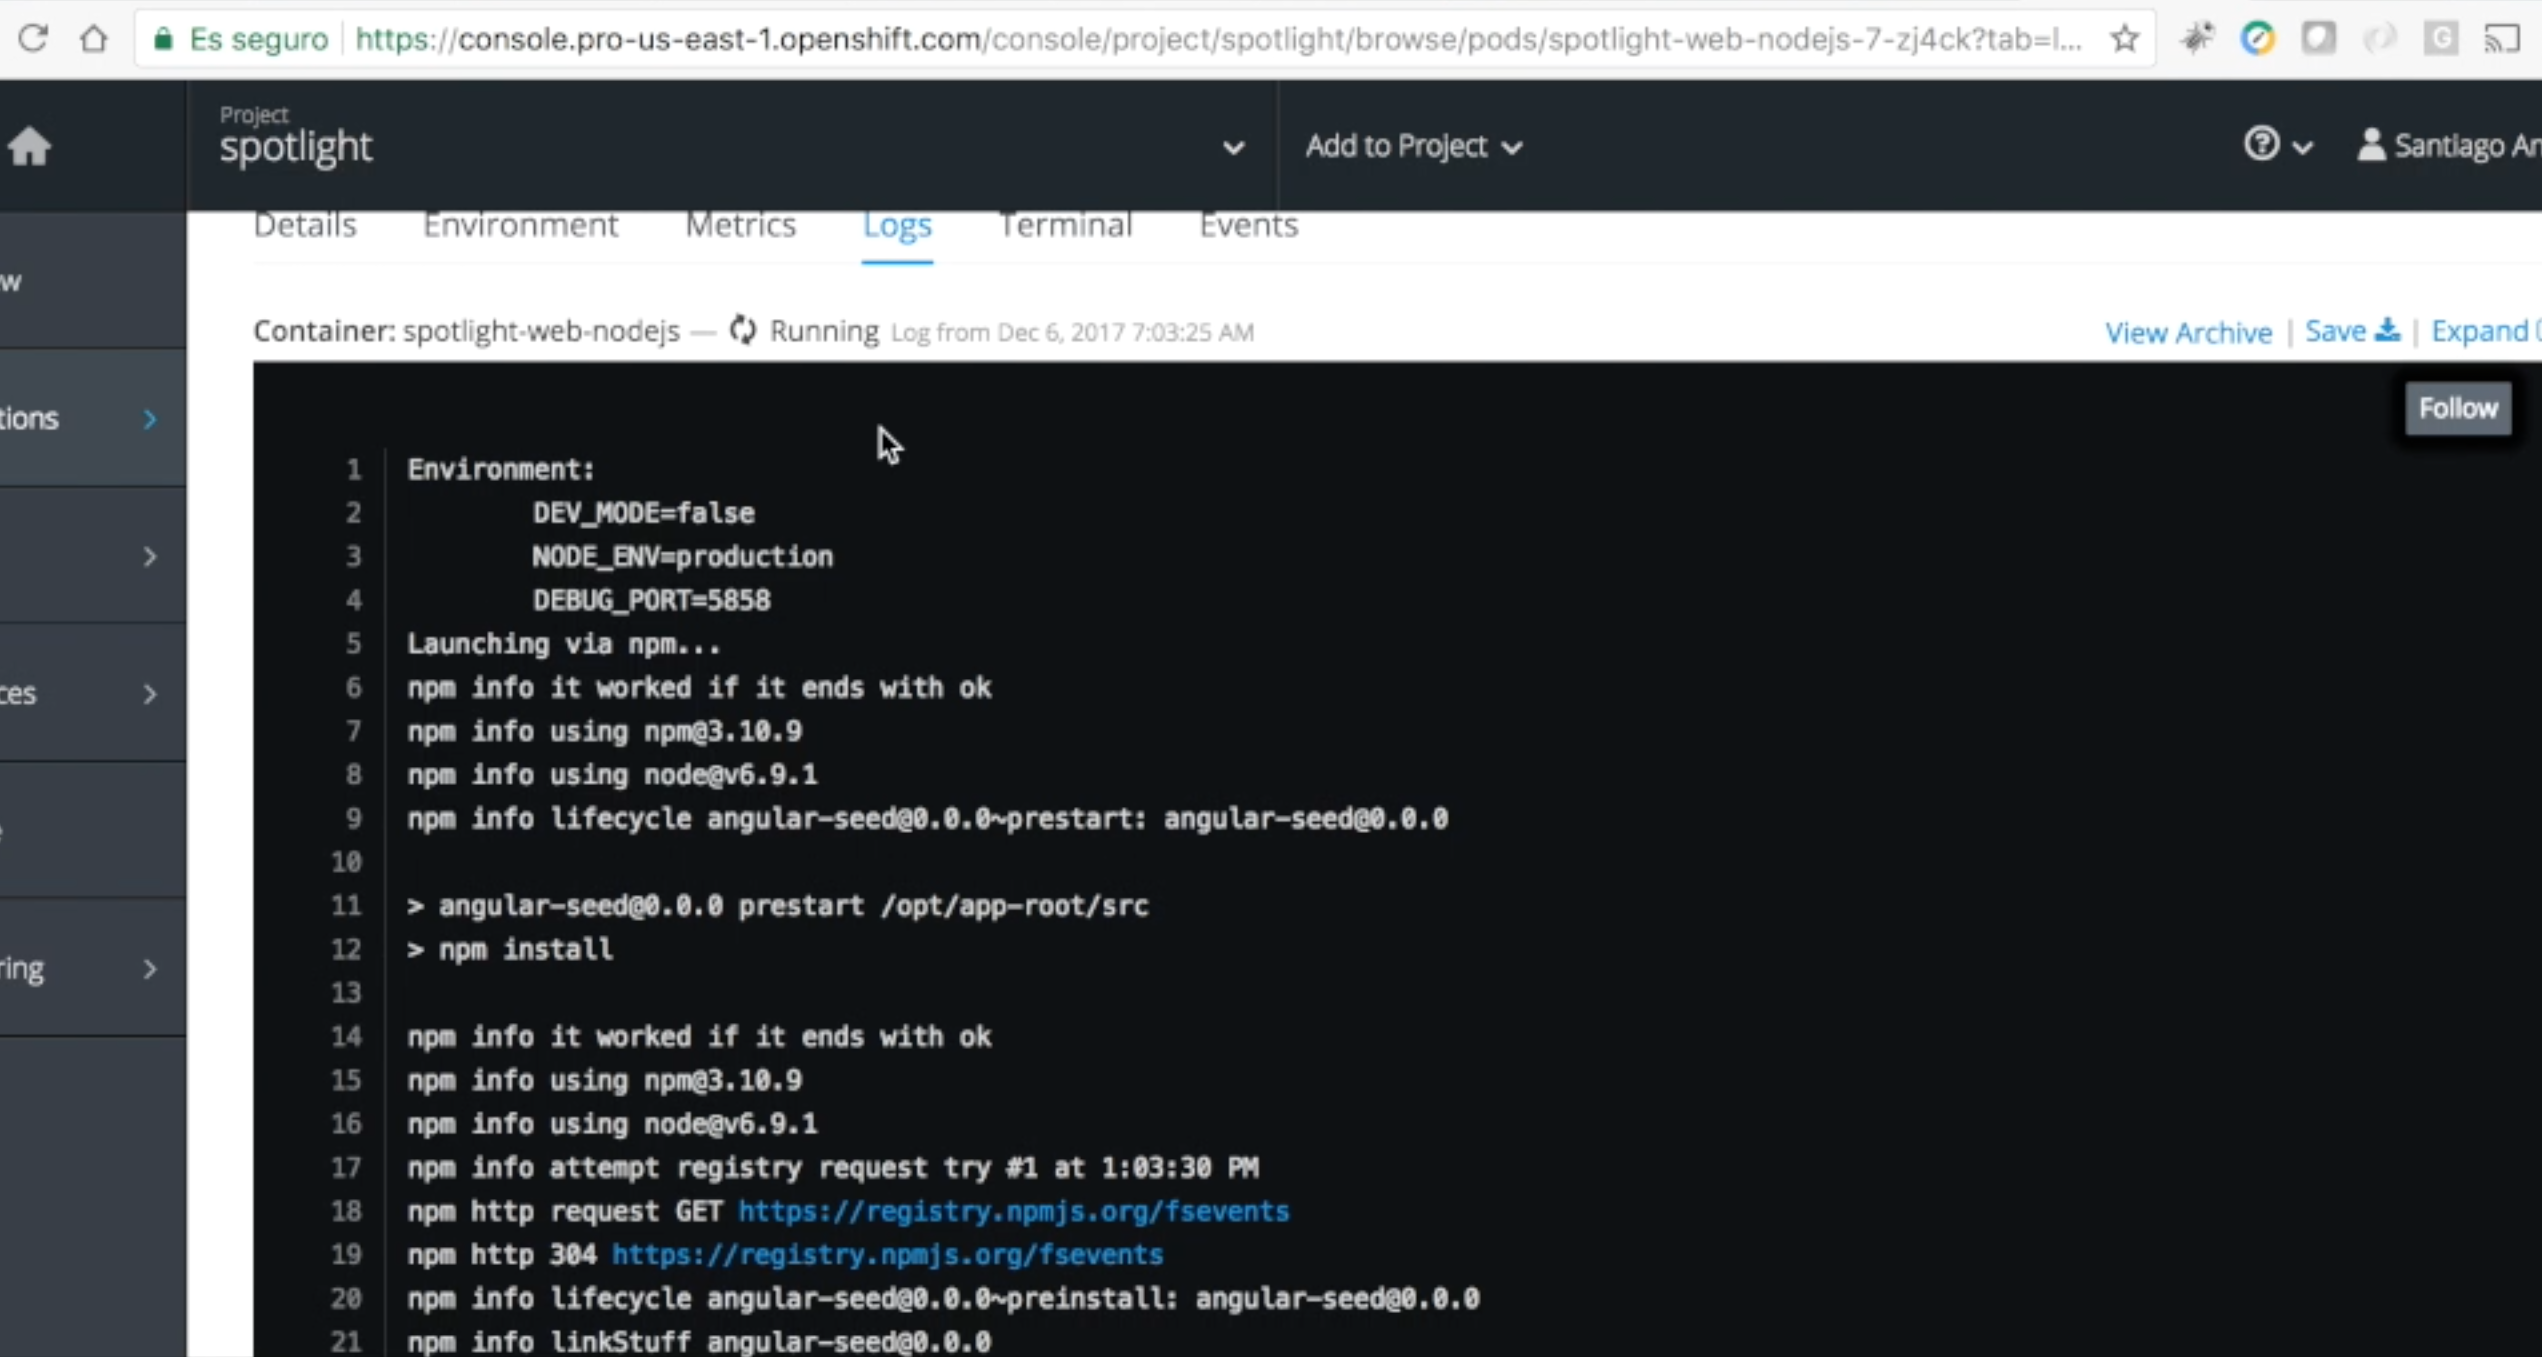 Es seguro https://console.pro-us-east-1.openshift.com/console/project/spotlight/browse/pods/spotlight-web-nodejs-7-zj4ck?tab=l...
Project
spotlight
Add to Project
Santiago An
Details Environment Metrics Logs Terminal Events
w
tions
ces
ring
Container: spotlight-web-nodejs — Running Log from Dec 6, 2017 7:03:25 AM
View Archive | Save | Expand
Follow
1 Environment:
2 DEV_MODE=false
3 NODE_ENV=production
4 DEBUG_PORT=5858
5 Launching via npm...
6 npm info it worked if it ends with ok
7 npm info using npm@3.10.9
8 npm info using node@v6.9.1
9 npm info lifecycle angular-seed@0.0.0~prestart: angular-seed@0.0.0
10
11 > angular-seed@0.0.0 prestart /opt/app-root/src
12 > npm install
13
14 npm info it worked if it ends with ok
15 npm info using npm@3.10.9
16 npm info using node@v6.9.1
17 npm info attempt registry request try #1 at 1:03:30 PM
18 npm http request GET https://registry.npmjs.org/fsevents
19 npm http 304 https://registry.npmjs.org/fsevents
20 npm info lifecycle angular-seed@0.0.0~preinstall: angular-seed@0.0.0
21 npm info linkStuff angular-seed@0.0.0